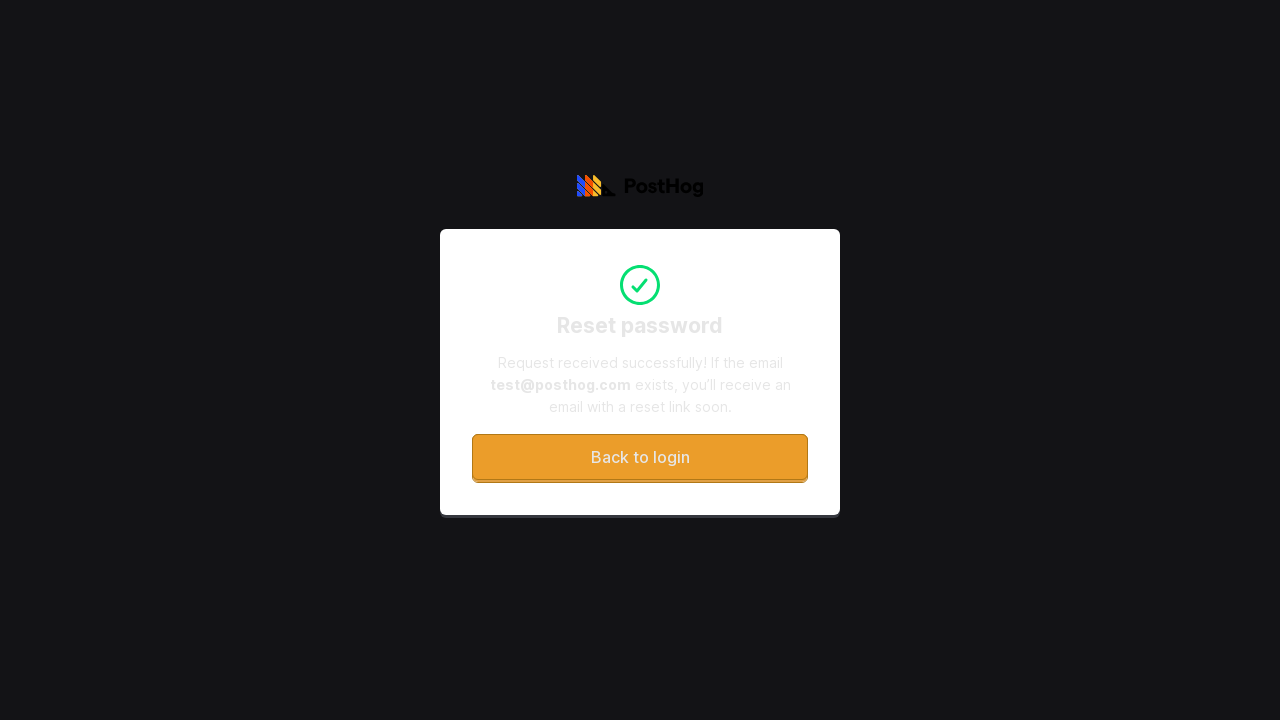 PostHog
Reset password
Request received successfully! If the email
test@posthog.com exists, you'll receive an
email with a reset link soon.
Back to login